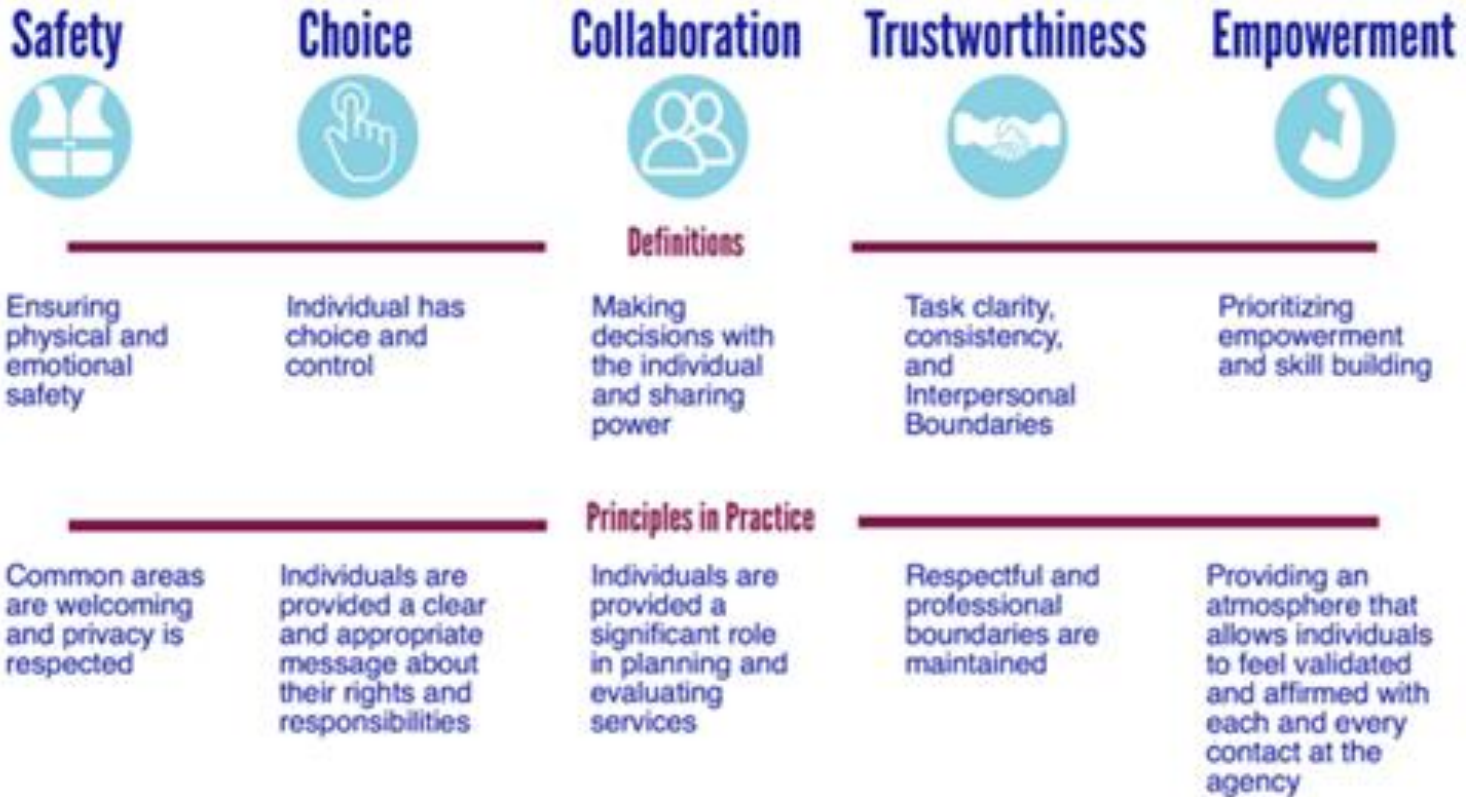 Safety
Choice
Collaboration
Trustworthiness
Empowerment
Definitions
Ensuring
physical and
emotional
safety
Individual has
choice and
control
Making
decisions with
the individual
and sharing
power
Task clarity,
consistency,
and
Interpersonal
Boundaries
Prioritizing
empowerment
and skill building
Principles in Practice
Common areas
are welcoming
and privacy is
respected
Individuals are
provided a clear
and appropriate
message about
their rights and
responsibilities
Individuals are
provided a
significant role
in planning and
evaluating
services
Respectful and
professional
boundaries are
maintained
Providing an
atmosphere that
allows individuals
to feel validated
and affirmed with
each and every
contact at the
agency